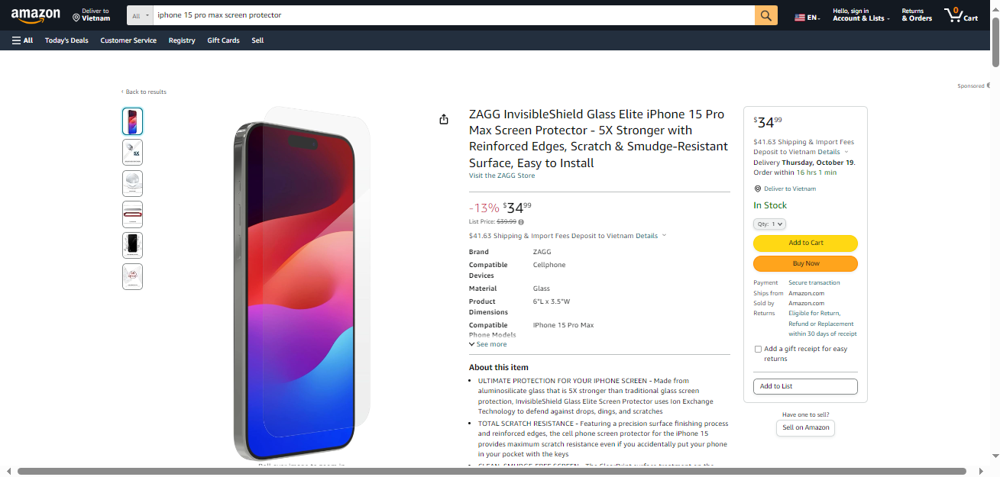 amazon
Deliver to
Vietnam
All
iphone 15 pro max screen protector
EN
Hello, sign in
Account & Lists
Returns
& Orders
0
Cart
All
Today's Deals
Customer Service
Registry
Gift Cards
Sell
Sponsored
‹ Back to results
ZAGG InvisibleShield Glass Elite iPhone 15 Pro
Max Screen Protector - 5X Stronger with
Reinforced Edges, Scratch & Smudge-Resistant
Surface, Easy to Install
Visit the ZAGG Store
-13% $3499
List Price: $39.99
$41.63 Shipping & Import Fees Deposit to Vietnam Details
Brand ZAGG
Compatible Cellphone
Devices
Material Glass
Product 6"L x 3.5"W
Dimensions
Compatible IPhone 15 Pro Max
Phone Models
See more
About this item
• ULTIMATE PROTECTION FOR YOUR IPHONE SCREEN - Made from
aluminosilicate glass that is 5X stronger than traditional glass screen
protection, InvisibleShield Glass Elite Screen Protector uses Ion Exchange
Technology to defend against drops, dings, and scratches
• TOTAL SCRATCH RESISTANCE - Featuring a precision surface finishing process
and reinforced edges, the cell phone screen protector for the iPhone 15
provides maximum scratch resistance even if you accidentally put your phone
in your pocket with the keys
$3499
$41.63 Shipping & Import Fees
Deposit to Vietnam Details
Delivery Thursday, October 19.
Order within 16 hrs 1 min
Deliver to Vietnam
In Stock
Qty: 1
Add to Cart
Buy Now
Payment Secure transaction
Ships from Amazon.com
Sold by Amazon.com
Returns Eligible for Return,
Refund or Replacement
within 30 days of receipt
Add a gift receipt for easy
returns
Add to List
Have one to sell?
Sell on Amazon